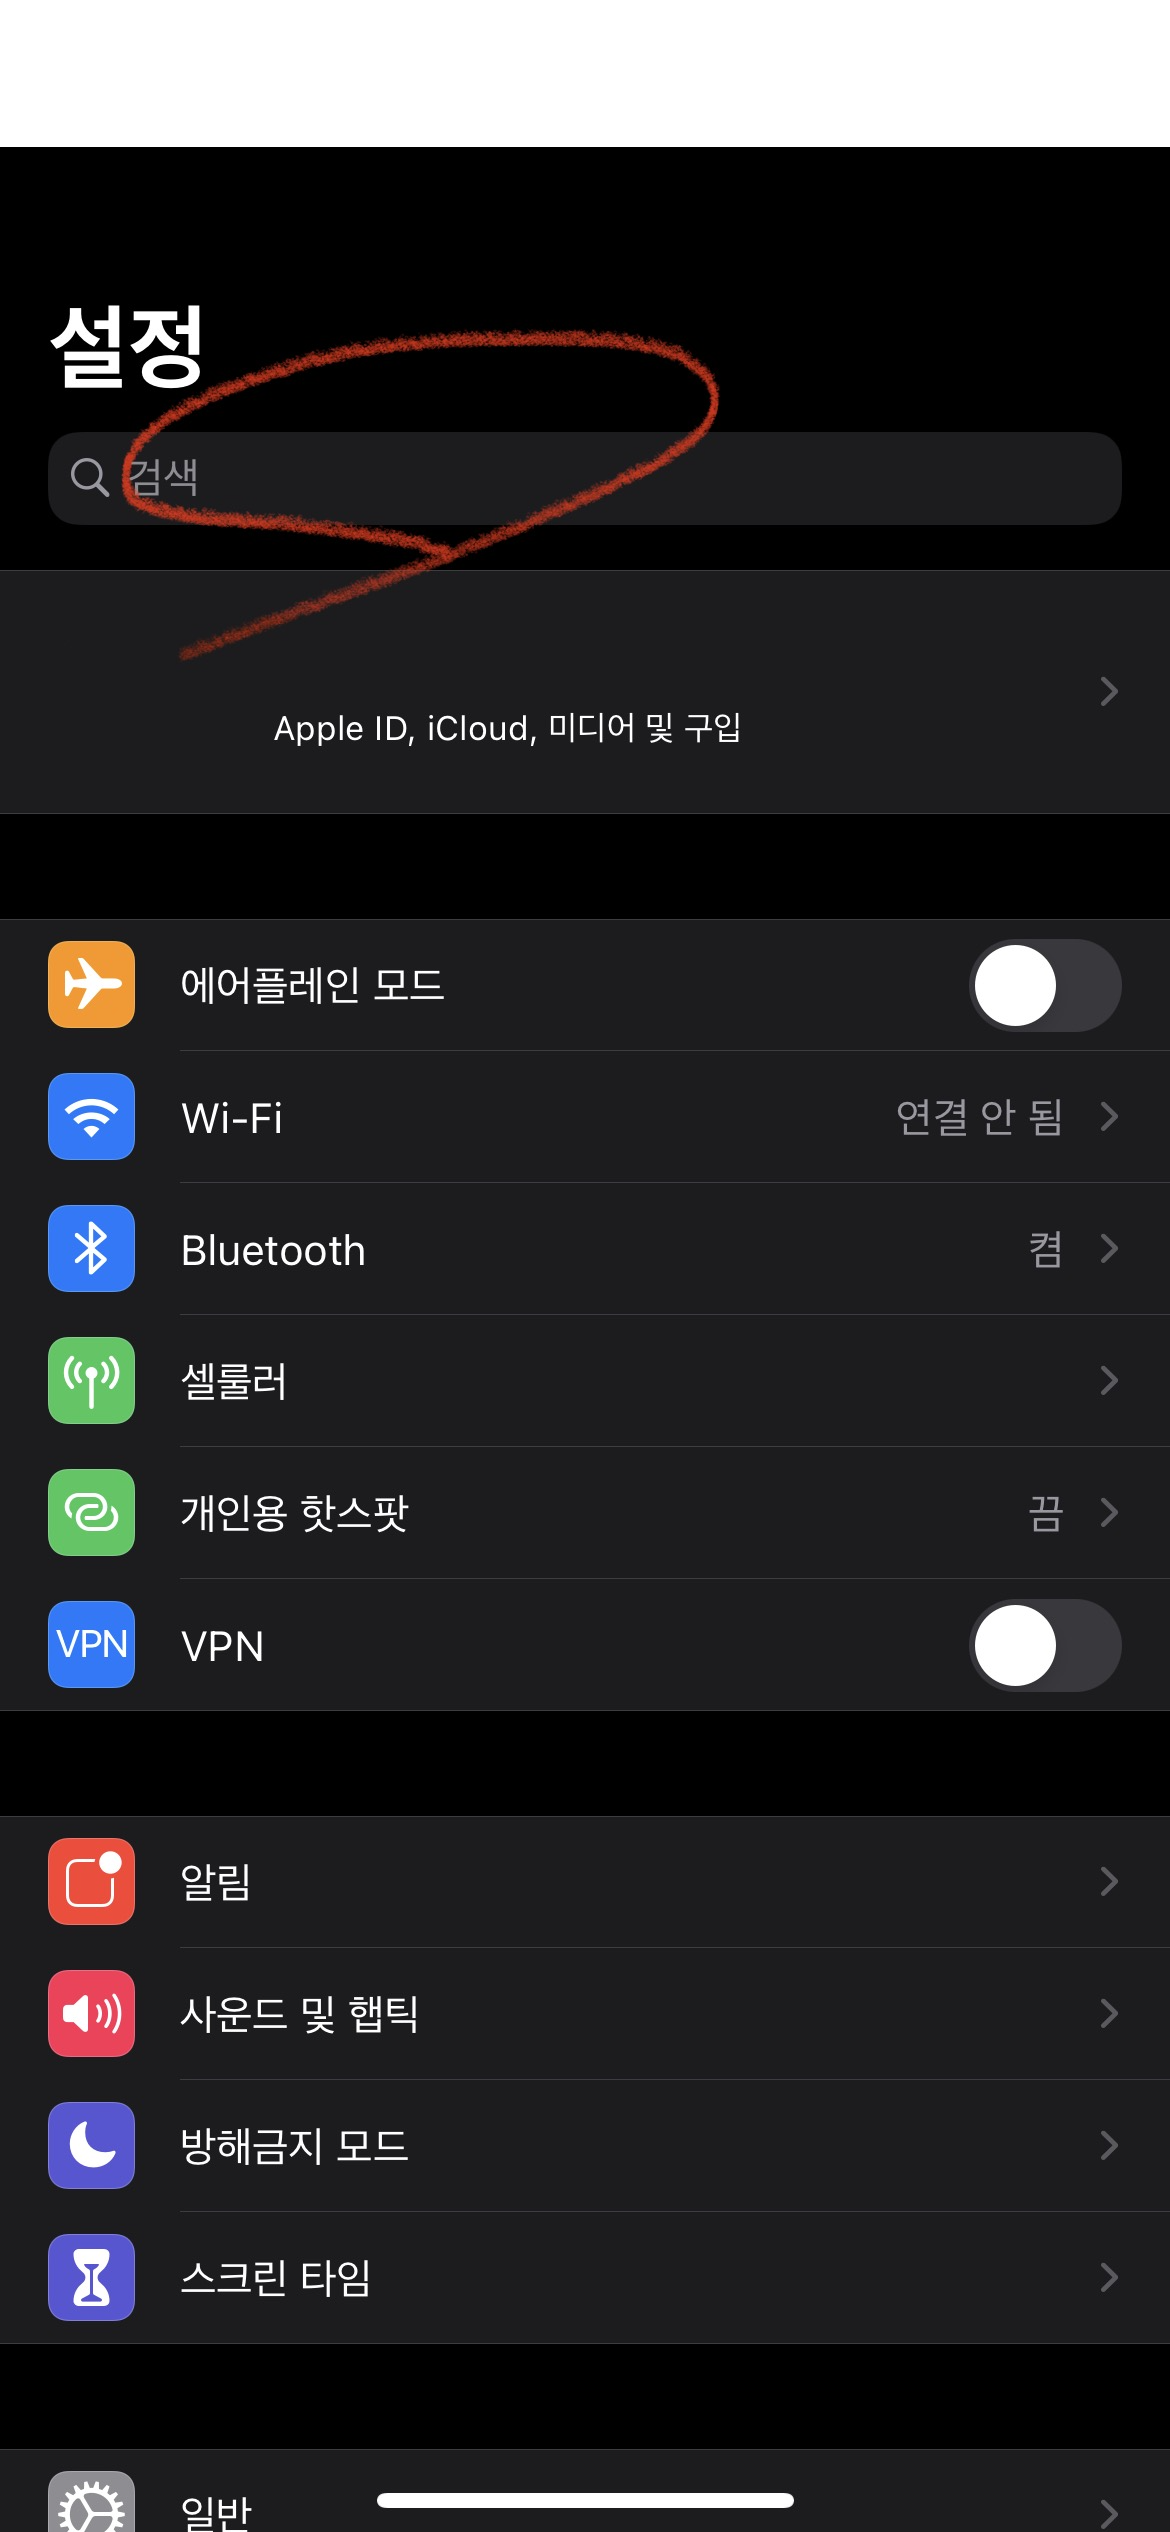 설정
검색
Apple ID, iCloud, 미디어 및 구입
에어플레인 모드
Wi-Fi 연결 안 됨
Bluetooth 켬
셀룰러
개인용 핫스팟 끔
VPN VPN
알림
사운드 및 햅틱
방해금지 모드
스크린 타임
일반